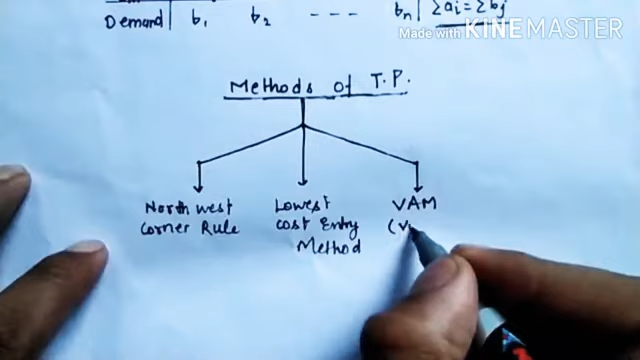 Demand b1 b2 --- bn Σai = Σbj
Made with KINEMASTER
Methods of T.P.
North west Lowest VAM
Corner Rule cost Entry (V
Method